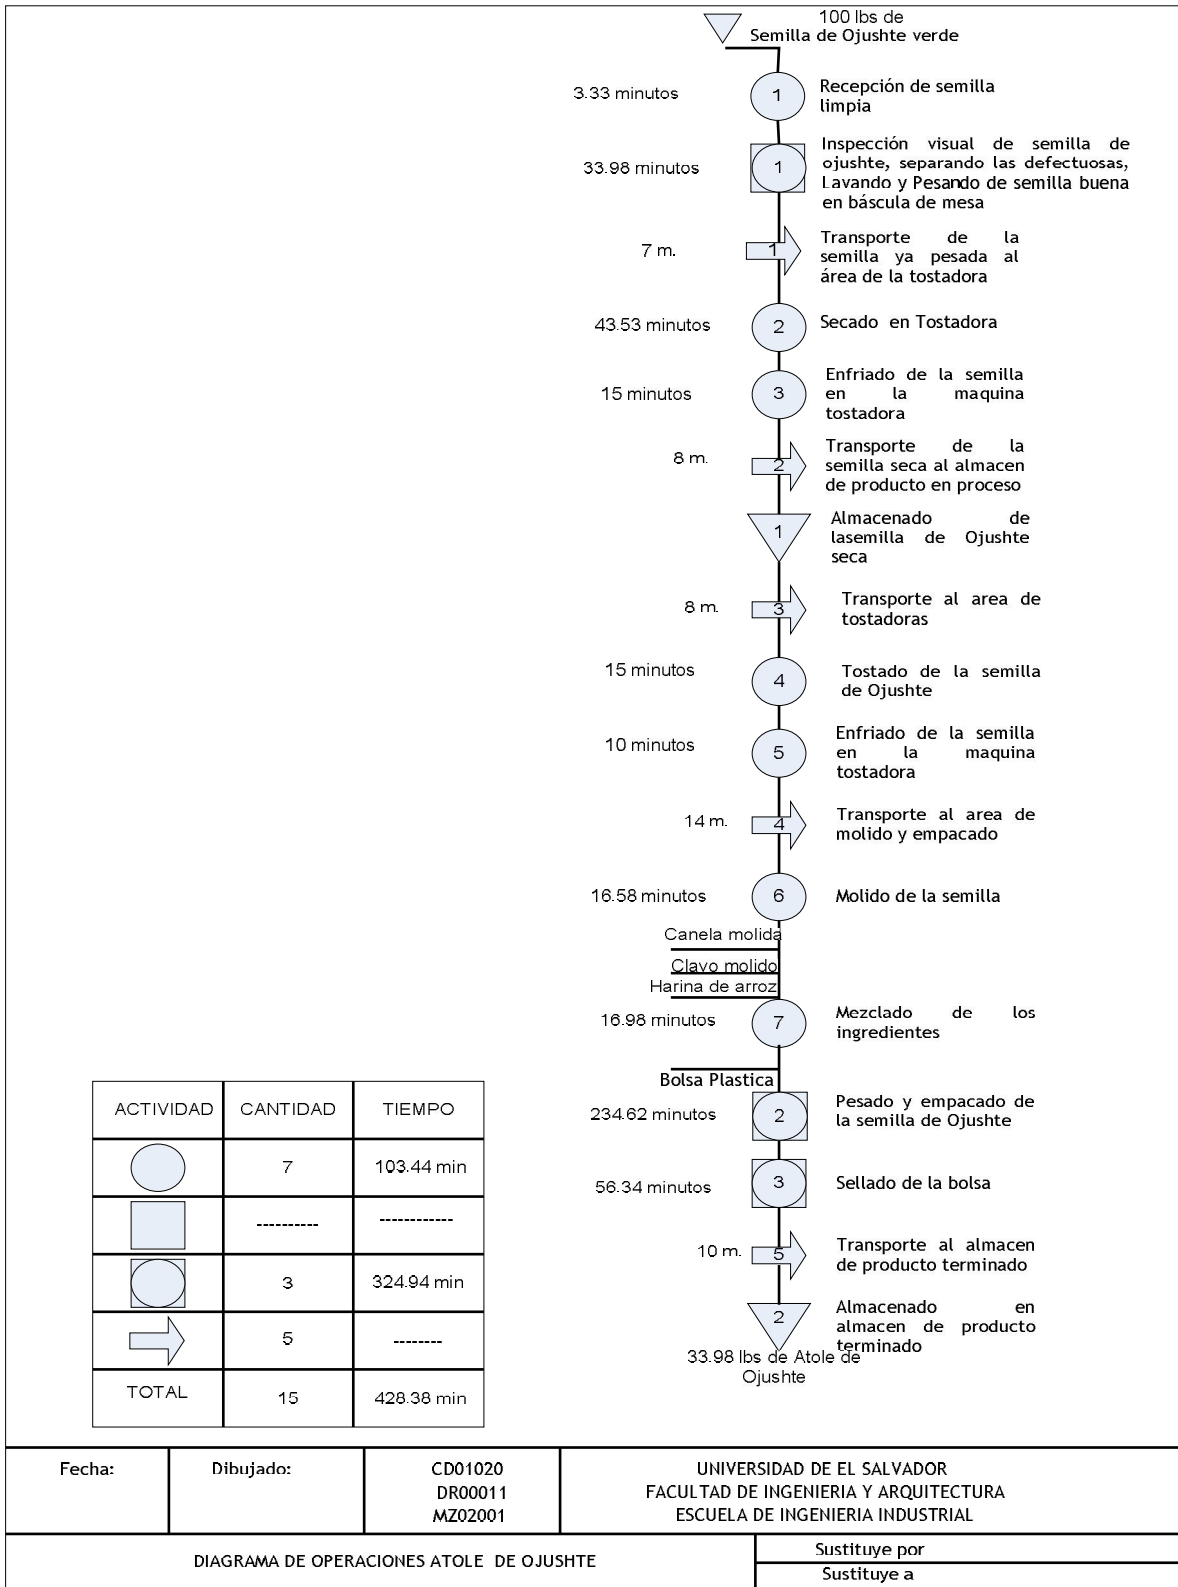 100 lbs de
Semilla de Ojushte verde
3.33 minutos
1
Recepción de semilla
limpia
33.98 minutos
1
Inspección visual de semilla de
ojushte, separando las defectuosas,
Lavando y Pesando de semilla buena
en báscula de mesa
7 m.
1
Transporte de la
semilla ya pesada al
área de la tostadora
43.53 minutos
2
Secado en Tostadora
15 minutos
3
Enfriado de la semilla
en la maquina
tostadora
8 m.
2
Transporte de la
semilla seca al almacen
de producto en proceso
1
Almacenado de
lasemilla de Ojushte
seca
8 m.
3
Transporte al area de
tostadoras
15 minutos
4
Tostado de la semilla
de Ojushte
10 minutos
5
Enfriado de la semilla
en la maquina
tostadora
14 m.
4
Transporte al area de
molido y empacado
16.58 minutos
6
Molido de la semilla
Canela molida
Clavo molido
Harina de arroz
16.98 minutos
7
Mezclado de los
ingredientes
Bolsa Plastica
234.62 minutos
2
Pesado y empacado de
la semilla de Ojushte
56.34 minutos
3
Sellado de la bolsa
10 m.
5
Transporte al almacen
de producto terminado
2
Almacenado en
almacen de producto
terminado
33.98 lbs de Atole de
Ojushte
ACTIVIDAD CANTIDAD TIEMPO
7 103.44 min
---------- ------------
3 324.94 min
5 --------
TOTAL 15 428.38 min
Fecha:
Dibujado:
CD01020
DR00011
MZ02001
UNIVERSIDAD DE EL SALVADOR
FACULTAD DE INGENIERIA Y ARQUITECTURA
ESCUELA DE INGENIERIA INDUSTRIAL
DIAGRAMA DE OPERACIONES ATOLE DE OJUSHTE
Sustituye por
Sustituye a